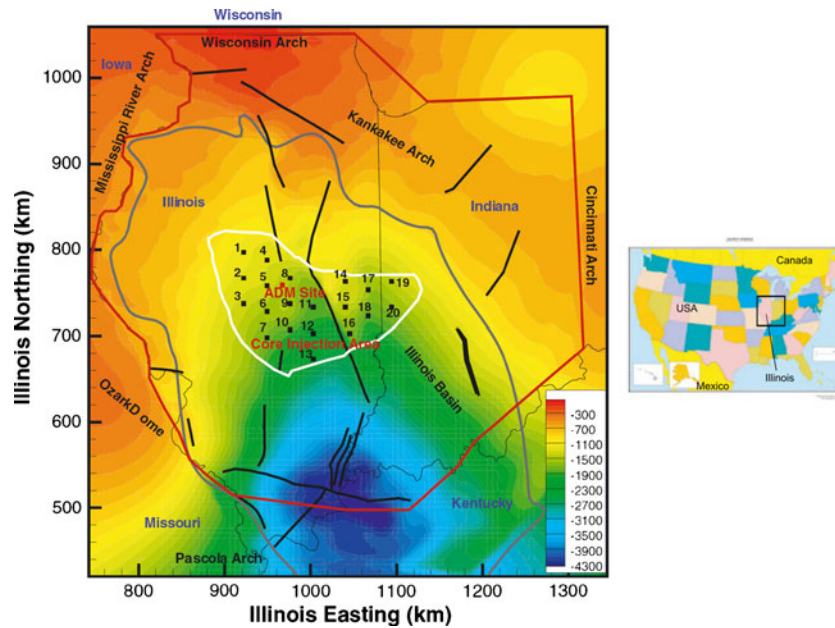 Wisconsin
Wisconsin Arch
Iowa
Mississippi River Arch
Kankakee Arch
Illinois
Indiana
Cincinnati Arch
1 4
2 5 8 14 17 19
ADM Site
3 6 9 11 15 18 20
7 10 12 16
Core Injection Area
13
Illinois Basin
OzarkD ome
Missouri
Kentucky
Pascola Arch
-300
-700
-1100
-1500
-1900
-2300
-2700
-3100
-3500
-3900
-4300
1000
900
800
700
600
500
Illinois Northing (km)
800 900 1000 1100 1200 1300
Illinois Easting (km)
Canada
USA
Illinois
Mexico